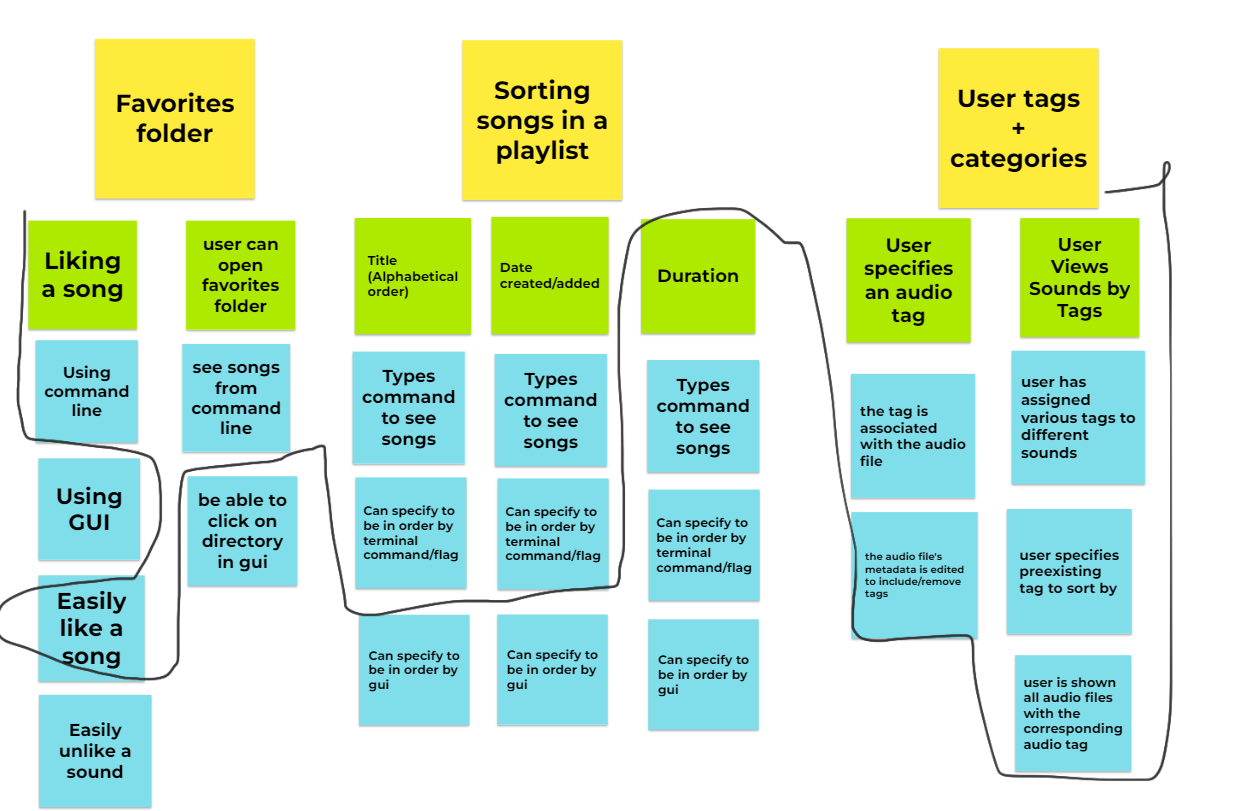 Favorites
folder
Sorting
songs in a
playlist
User tags
+
categories
Liking
a song
user can
open
favorites
folder
Title
(Alphabetical
order)
Date
created/added
Duration
User
specifies
an audio
tag
User
Views
Sounds by
Tags
Using
command
line
see songs
from
command
line
Types
command
to see
songs
Types
command
to see
songs
Types
command
to see
songs
the tag is
associated
with the audio
file
user has
assigned
various tags to
different
sounds
Using
GUI
be able to
click on
directory
in gui
Can specify to
be in order by
terminal
command/flag
Can specify to
be in order by
terminal
command/flag
Can specify to
be in order by
terminal
command/flag
the audio file's
metadata is edited
to include/remove
tags
user specifies
preexisting
tag to sort by
Easily
like a
song
Can specify to
be in order by
gui
Can specify to
be in order by
gui
Can specify to
be in order by
gui
user is shown
all audio files
with the
corresponding
audio tag
Easily
unlike a
sound